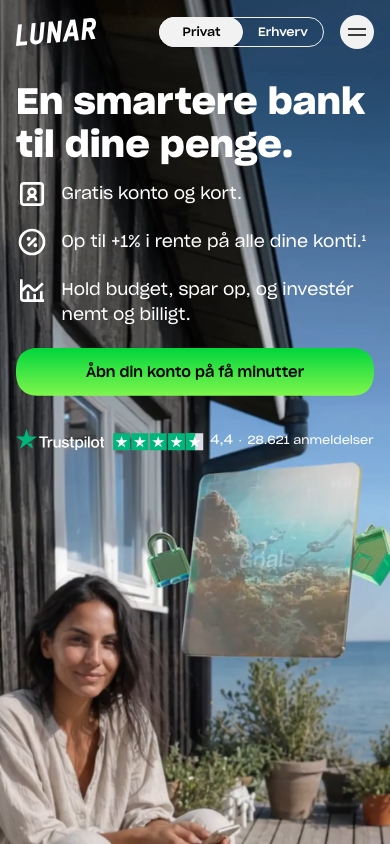 LUNAR
Privat
Erhverv
En smartere bank
til dine penge.
Gratis konto og kort.
Op til +1% i rente på alle dine konti.¹
Hold budget, spar op, og investér
nemt og billigt.
Åbn din konto på få minutter
Trustpilot 4,4 · 28.621 anmeldelser
Goals